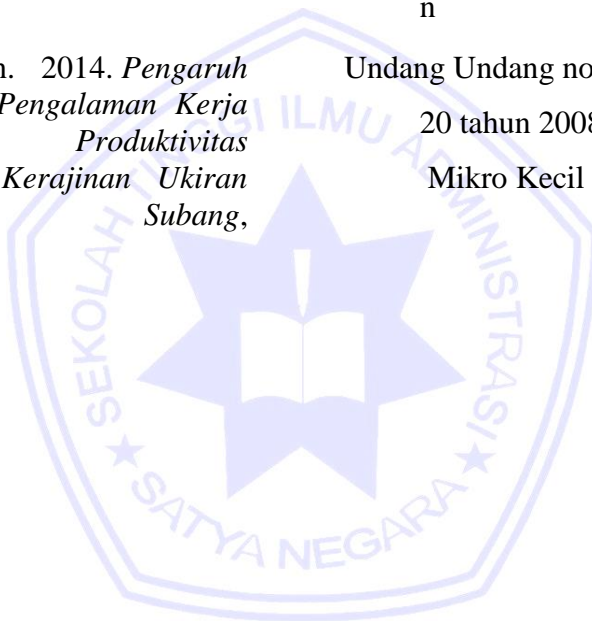 n. 2014. Pengaruh
Pengalaman Kerja
Produktivitas
Kerajinan Ukiran
Subang,
n
Undang Undang no
20 tahun 2008
Mikro Kecil
SEKOLAH TINGGI ILMU ADMINISTRASI
SATYA NEGARA